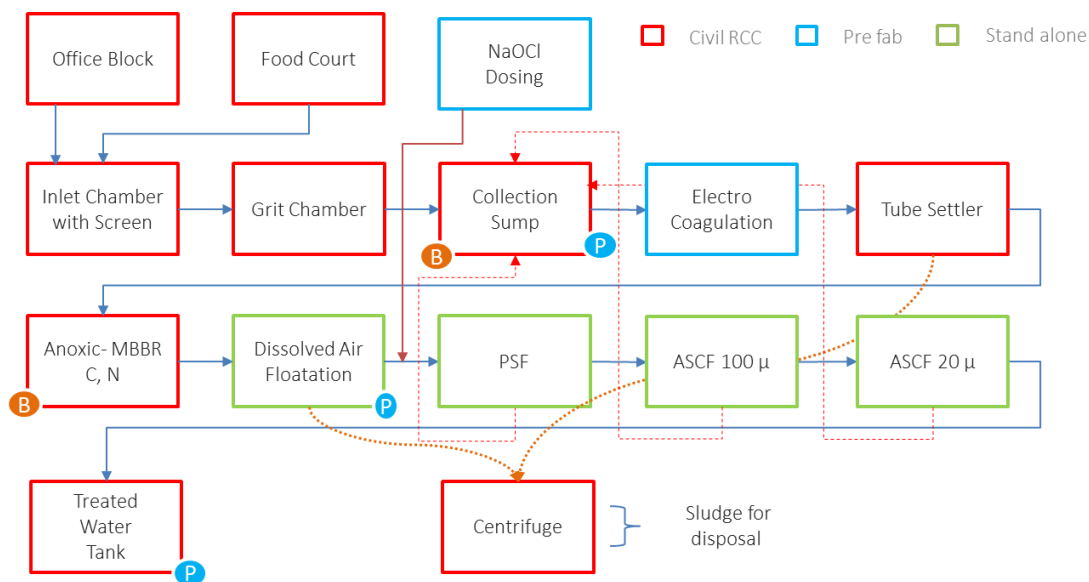 Office Block
Food Court
NaOCl
Dosing
Civil RCC
Pre fab
Stand alone
Inlet Chamber
with Screen
Grit Chamber
Collection
Sump
Electro
Coagulation
Tube Settler
B
P
Anoxic- MBBR
C, N
Dissolved Air
Floatation
PSF
ASCF 100 μ
ASCF 20 μ
B
P
Treated
Water
Tank
Centrifuge
Sludge for
disposal
P